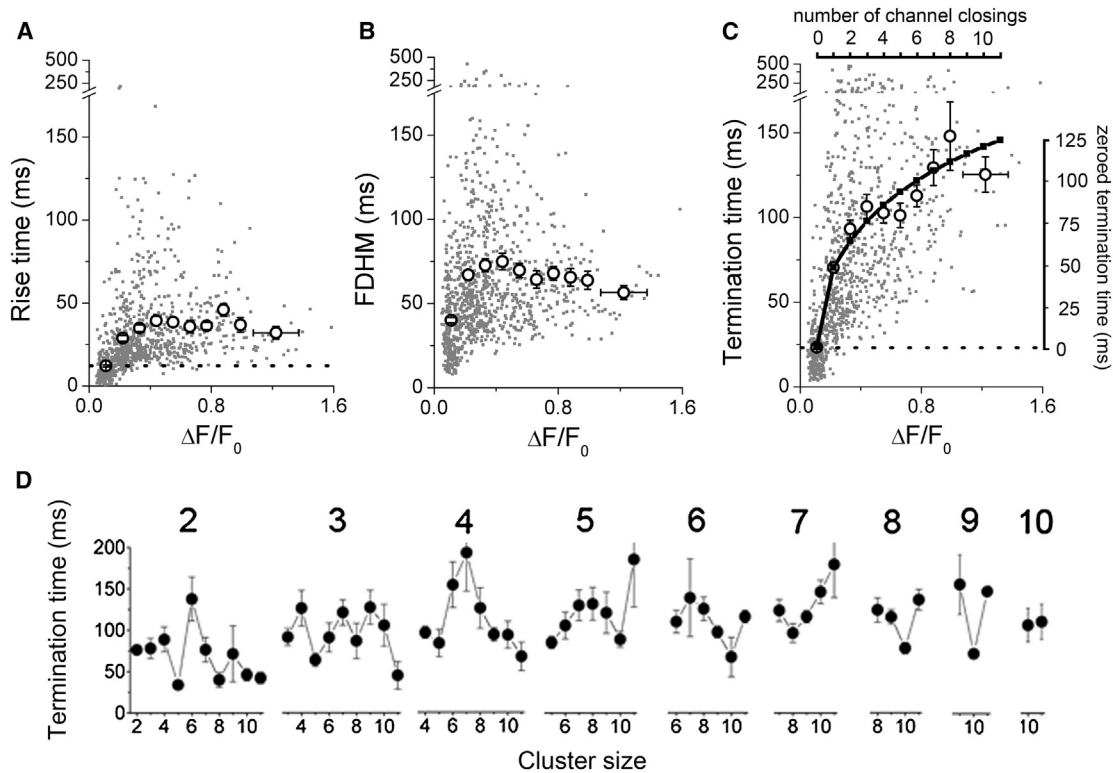 A
B
C
number of channel closings
0 2 4 6 8 10
500
250
150
100
50
0
Rise time (ms)
0.0 0.8 1.6
ΔF/F0
500
250
150
100
50
0
FDHM (ms)
0.0 0.8 1.6
ΔF/F0
500
250
150
100
50
0
Termination time (ms)
0.0 0.8 1.6
ΔF/F0
125
100
75
50
25
0
zeroed termination time (ms)
D
2 3 4 5 6 7 8 9 10
Termination time (ms)
200
150
100
50
0
2 4 6 8 10
4 6 8 10
4 6 8 10
6 8 10
6 8 10
8 10
8 10
10
10
Cluster size